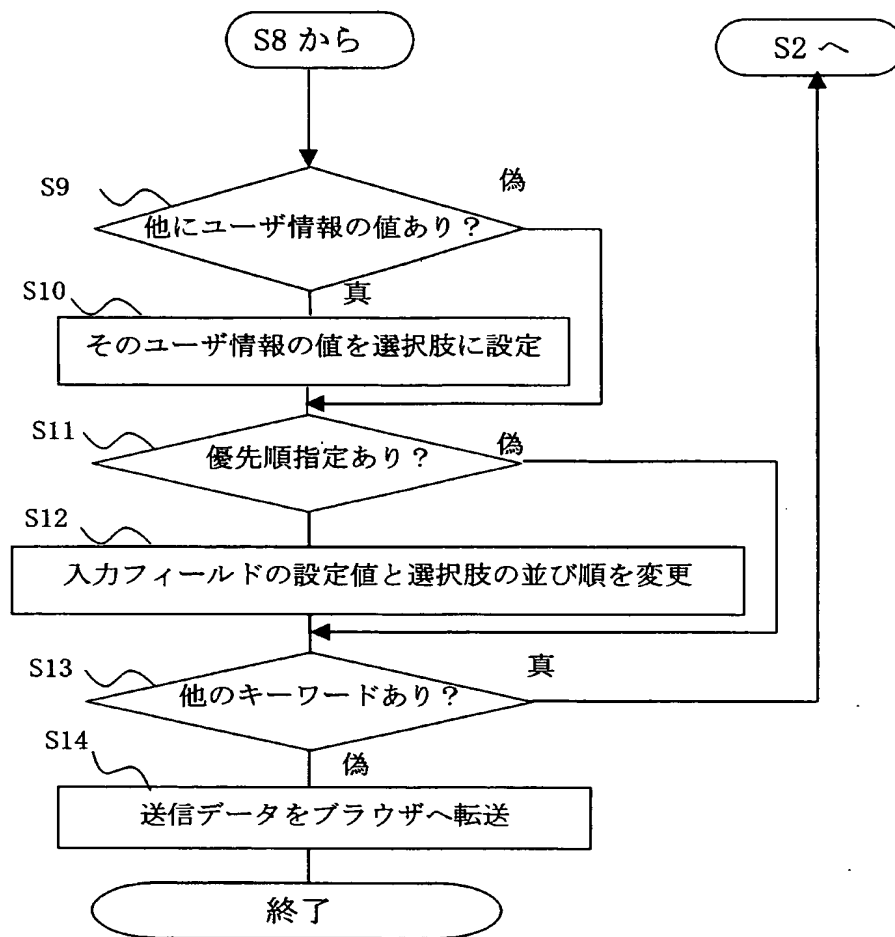 S8 から
S2 へ
S9
偽
他にユーザ情報の値あり？
S10
真
そのユーザ情報の値を選択肢に設定
S11
偽
優先順指定あり？
S12
入力フィールドの設定値と選択肢の並び順を変更
S13
真
他のキーワードあり？
S14
偽
送信データをブラウザへ転送
終了